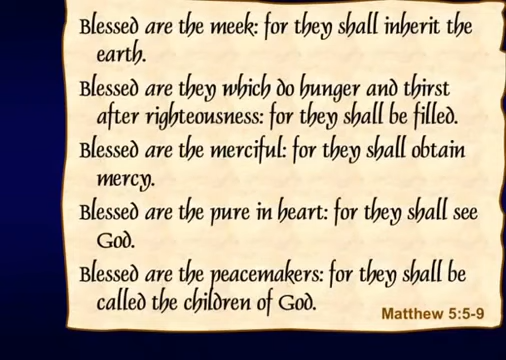 Blessed are the meek: for they shall inherit the
earth.
Blessed are they which do hunger and thirst
after righteousness: for they shall be filled.
Blessed are the merciful: for they shall obtain
mercy.
Blessed are the pure in heart: for they shall see
God.
Blessed are the peacemakers: for they shall be
called the children of God.
Matthew 5:5-9